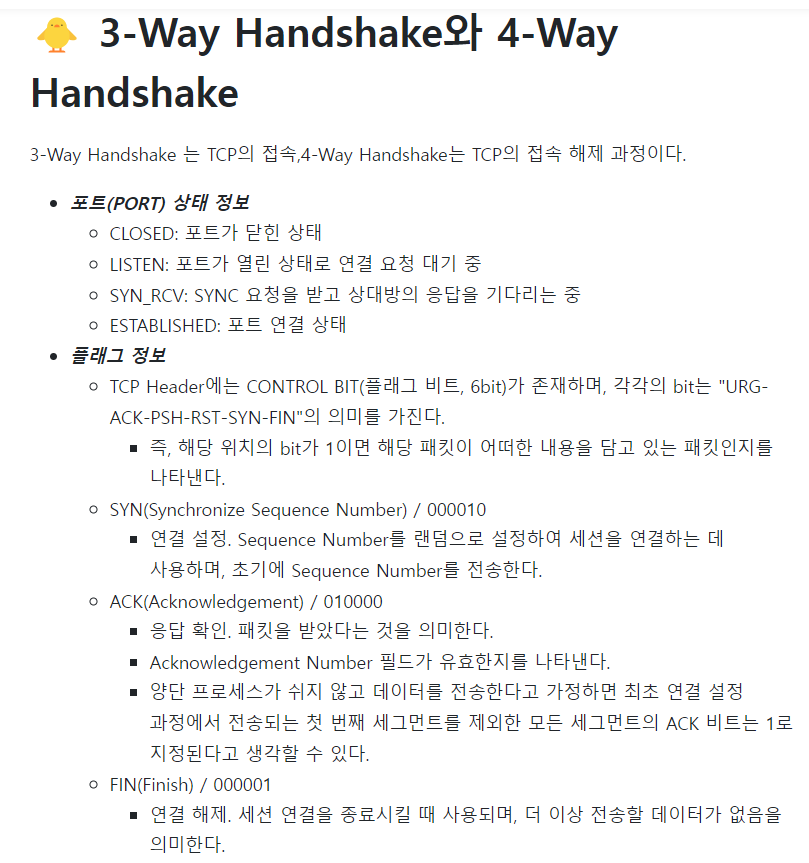 3-Way Handshake와 4-Way
Handshake
3-Way Handshake 는 TCP의 접속,4-Way Handshake는 TCP의 접속 해제 과정이다.
포트(PORT) 상태 정보
CLOSED: 포트가 닫힌 상태
LISTEN: 포트가 열린 상태로 연결 요청 대기 중
SYN_RCV: SYNC 요청을 받고 상대방의 응답을 기다리는 중
ESTABLISHED: 포트 연결 상태
플래그 정보
TCP Header에는 CONTROL BIT(플래그 비트, 6bit)가 존재하며, 각각의 bit는 "URG-
ACK-PSH-RST-SYN-FIN"의 의미를 가진다.
즉, 해당 위치의 bit가 1이면 해당 패킷이 어떠한 내용을 담고 있는 패킷인지를
나타낸다.
SYN(Synchronize Sequence Number) / 000010
연결 설정. Sequence Number를 랜덤으로 설정하여 세션을 연결하는 데
사용하며, 초기에 Sequence Number를 전송한다.
ACK(Acknowledgement) / 010000
응답 확인. 패킷을 받았다는 것을 의미한다.
Acknowledgement Number 필드가 유효한지를 나타낸다.
양단 프로세스가 쉬지 않고 데이터를 전송한다고 가정하면 최초 연결 설정
과정에서 전송되는 첫 번째 세그먼트를 제외한 모든 세그먼트의 ACK 비트는 1로
지정된다고 생각할 수 있다.
FIN(Finish) / 000001
연결 해제. 세션 연결을 종료시킬 때 사용되며, 더 이상 전송할 데이터가 없음을
의미한다.